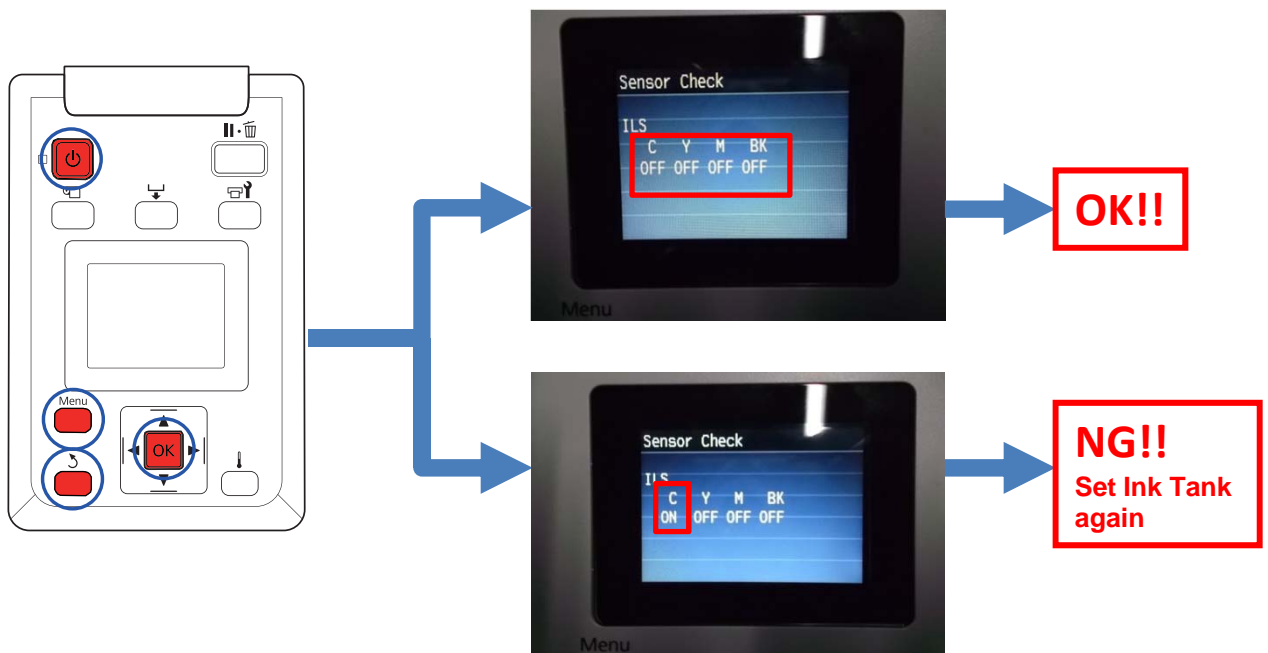 Menu
OK
Sensor Check
ILS
C Y M BK
OFF OFF OFF OFF
Menu
OK!!
Sensor Check
ILS
C Y M BK
ON OFF OFF OFF
Menu
NG!!
Set Ink Tank
again